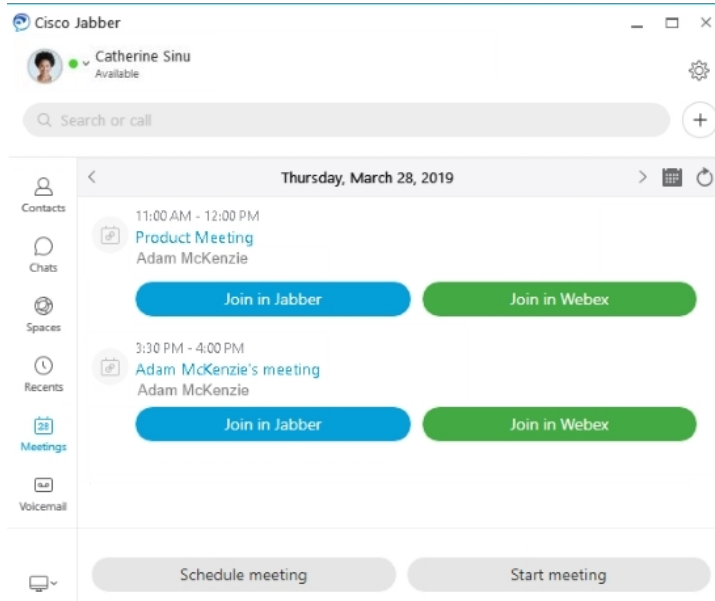 Cisco Jabber
Catherine Sinu
Available
Search or call
Contacts
Chats
Spaces
Recents
28
Meetings
Voicemail
Thursday, March 28, 2019
11:00 AM - 12:00 PM
Product Meeting
Adam McKenzie
Join in Jabber
Join in Webex
3:30 PM - 4:00 PM
Adam McKenzie's meeting
Adam McKenzie
Join in Jabber
Join in Webex
Schedule meeting
Start meeting